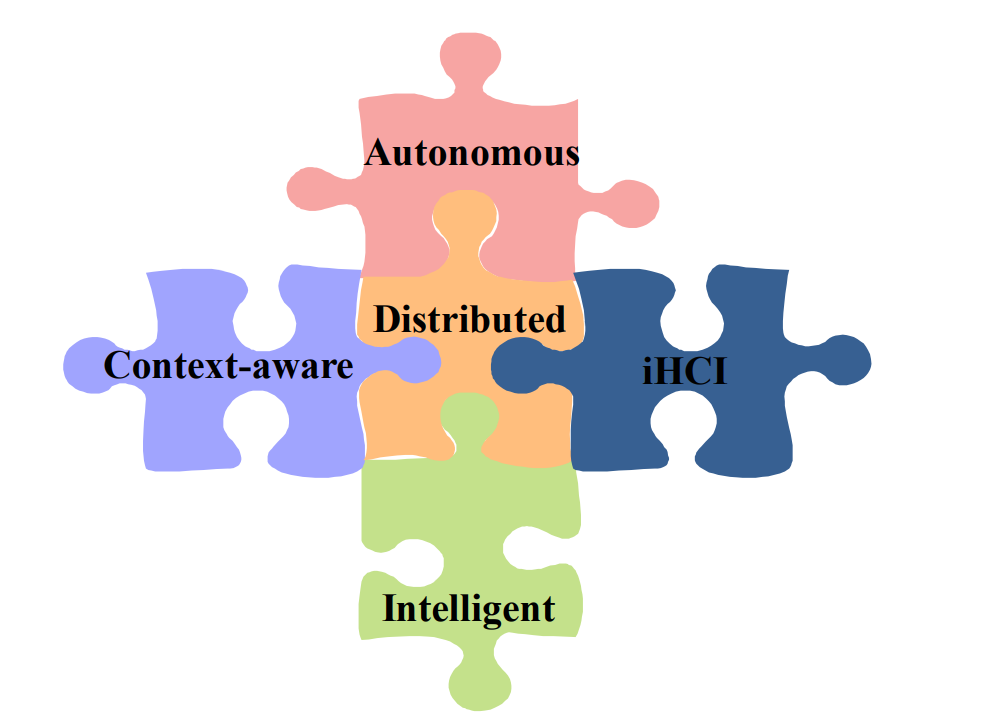 Autonomous
Distributed
Context-aware
iHCI
Intelligent